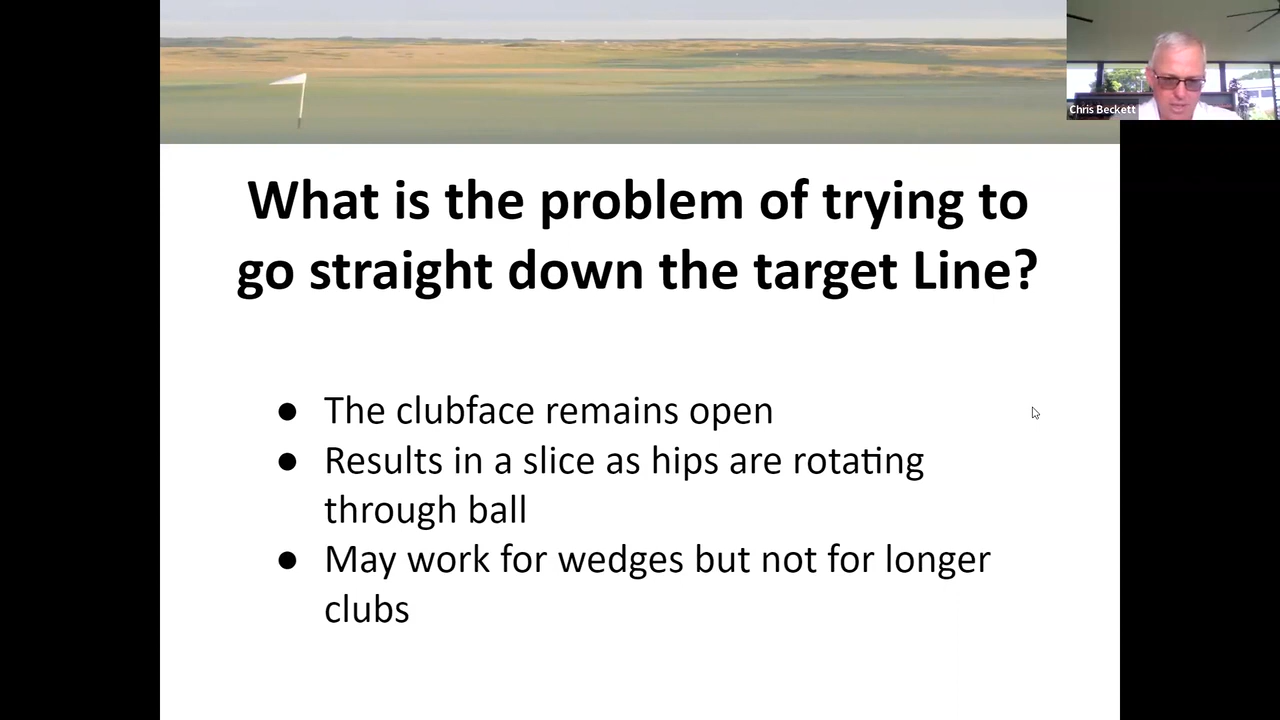 Chris Beckett
What is the problem of trying to
go straight down the target Line?
● The clubface remains open
● Results in a slice as hips are rotating
through ball
● May work for wedges but not for longer
clubs